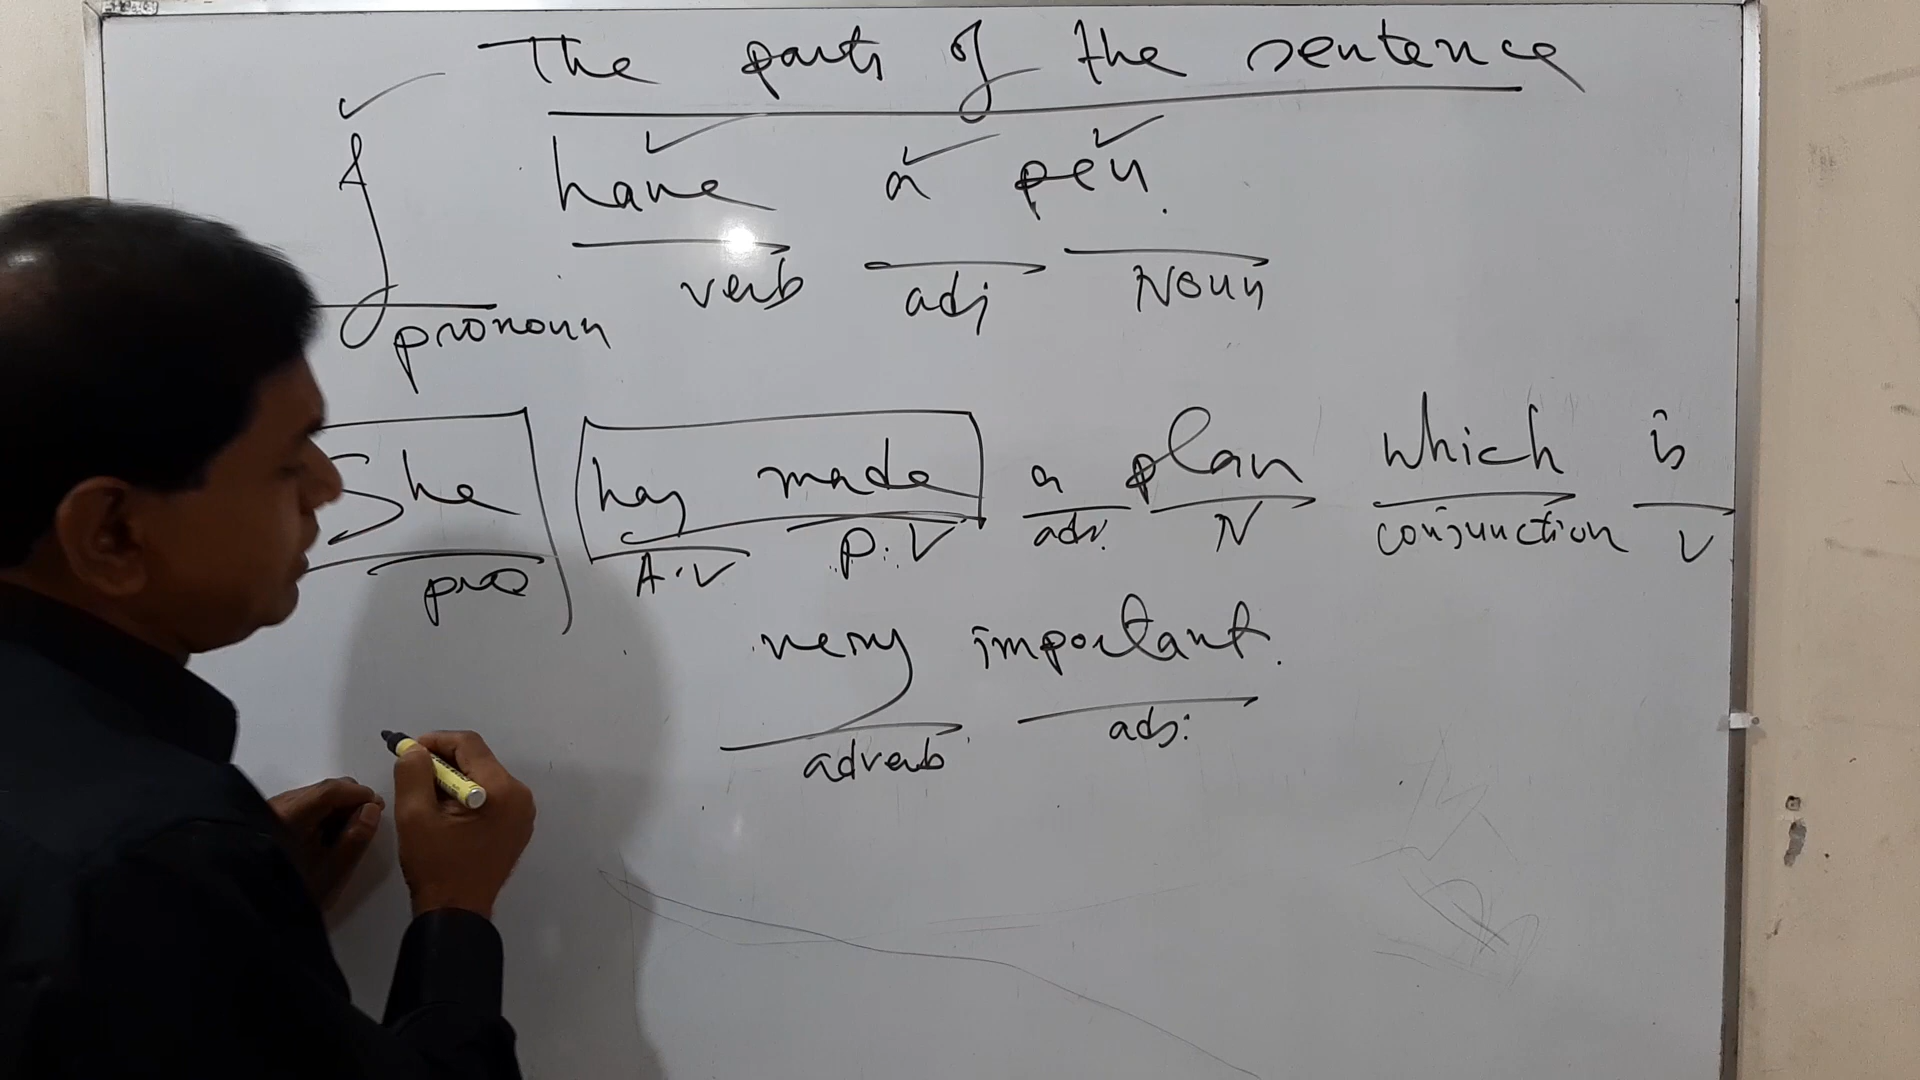 The parts of the sentence
I have a pen.
pronoun verb adj Noun
She has made a plan which is
pro A.V P.V adj. N conjunction V
very important.
adverb adj.